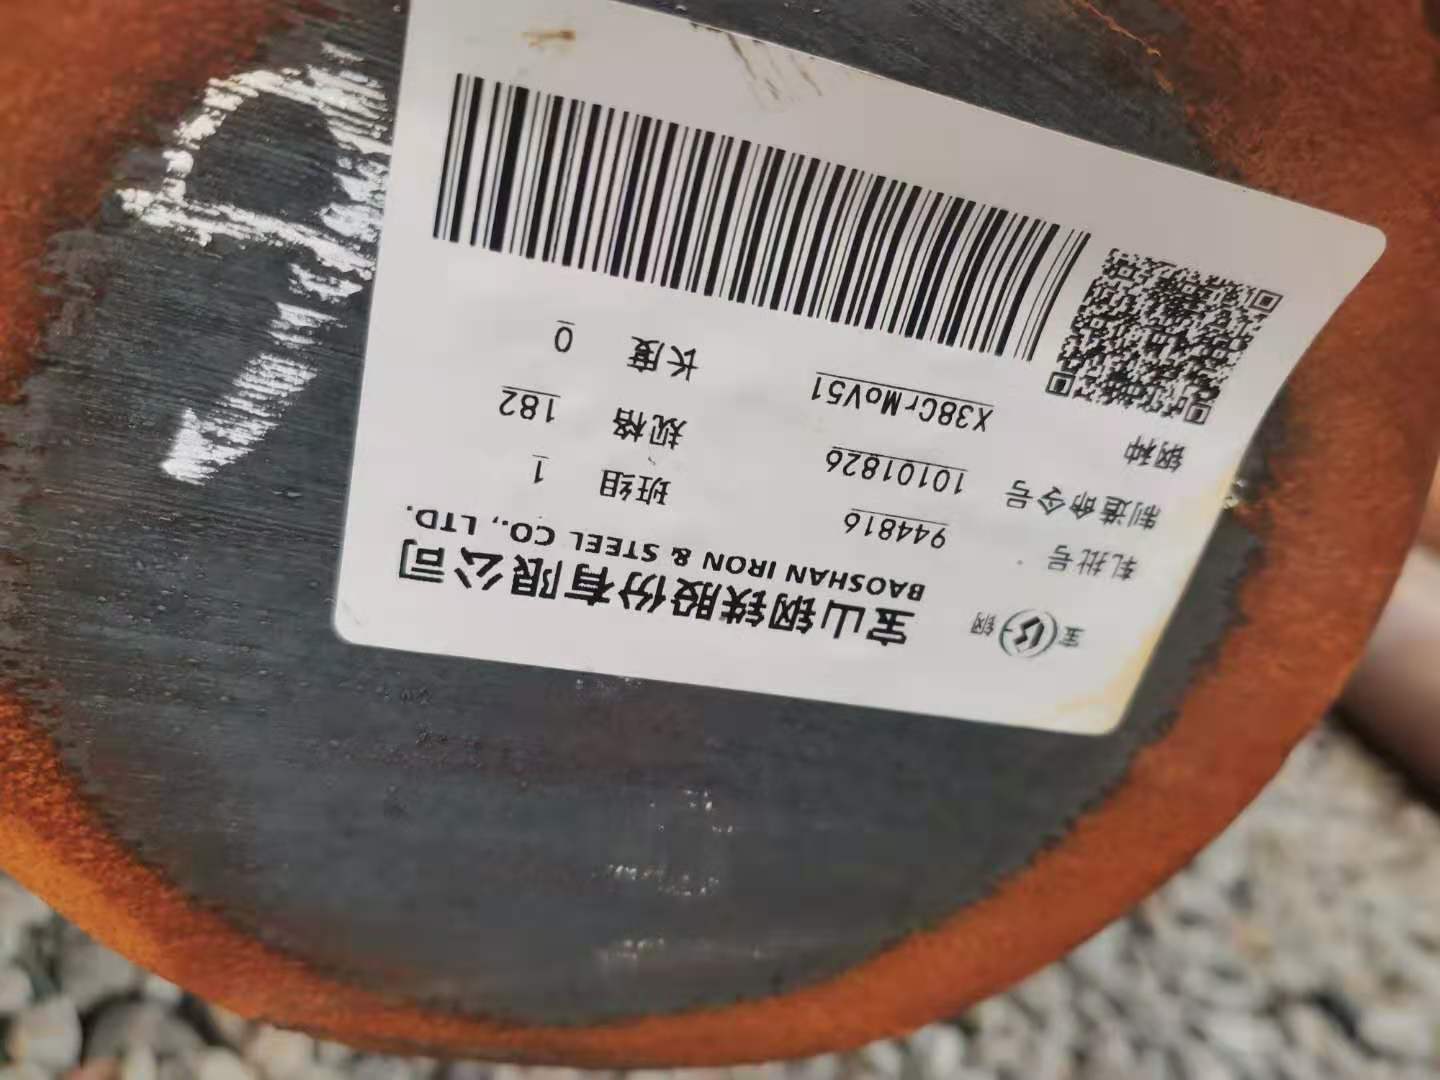 宝钢
宝山钢铁股份有限公司
BAOSHAN IRON & STEEL CO., LTD.
轧批号 944816 班组 1
制造命令号 10101826 规格 182
钢种 X38CrMoV51 长度 0